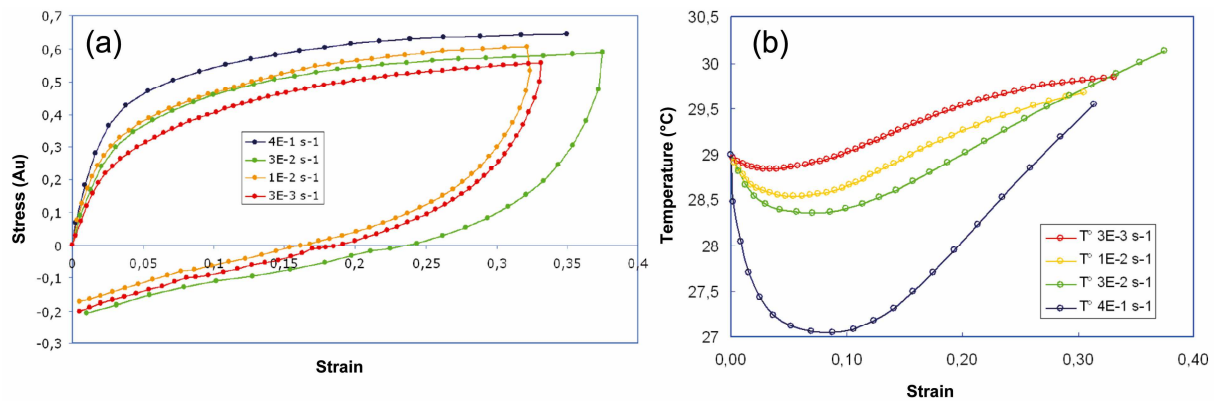 (a)
0,7
0,6
0,5
0,4
0,3
0,2
0,1
0
-0,1
-0,2
-0,3
Stress (Au)
0
0,05
0,1
0,15
0,2
0,25
0,3
0,35
0,4
Strain
4E-1 s-1
3E-2 s-1
1E-2 s-1
3E-3 s-1
(b)
30,5
30
29,5
29
28,5
28
27,5
27
Temperature (°C)
0,00
0,10
0,20
0,30
0,40
Strain
T° 3E-3 s-1
T° 1E-2 s-1
T° 3E-2 s-1
T° 4E-1 s-1